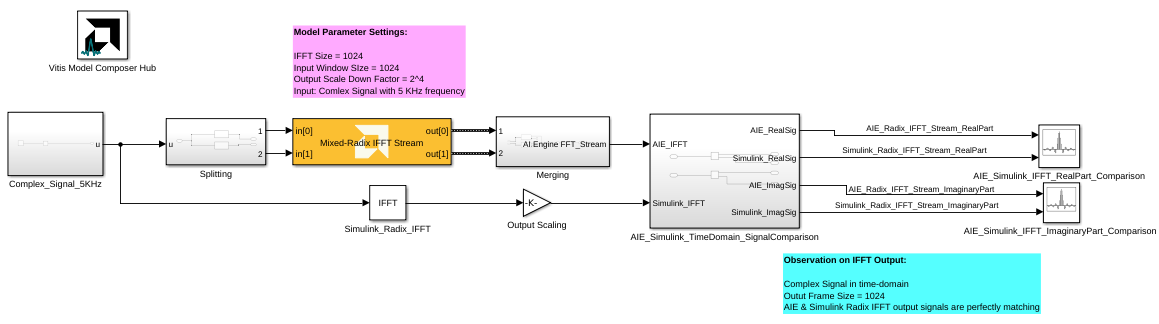 Vitis Model Composer Hub
Model Parameter Settings:
IFFT Size = 1024
Input Window SIze = 1024
Output Scale Down Factor = 2^4
Input: Comlex Signal with 5 KHz frequency
u
Complex_Signal_5KHz
u
1
2
Splitting
in[0]
in[1]
Mixed-Radix IFFT Stream
out[0]
out[1]
1
2
AI.Engine FFT_Stream
Merging
IFFT
Simulink_Radix_IFFT
-K-
Output Scaling
AIE_IFFT
Simulink_IFFT
AIE_RealSig
Simulink_RealSig
AIE_ImagSig
Simulink_ImagSig
AIE_Simulink_TimeDomain_SignalComparison
AIE_Radix_IFFT_Stream_RealPart
Simulink_Radix_IFFT_Stream_RealPart
AIE_Simulink_IFFT_RealPart_Comparison
AIE_Radix_IFFT_Stream_ImaginaryPart
Simulink_Radix_IFFT_Stream_ImaginaryPart
AIE_Simulink_IFFT_ImaginaryPart_Comparison
Observation on IFFT Output:
Complex Signal in time-domain
Outut Frame Size = 1024
AIE & Simulink Radix IFFT output signals are perfectly matching